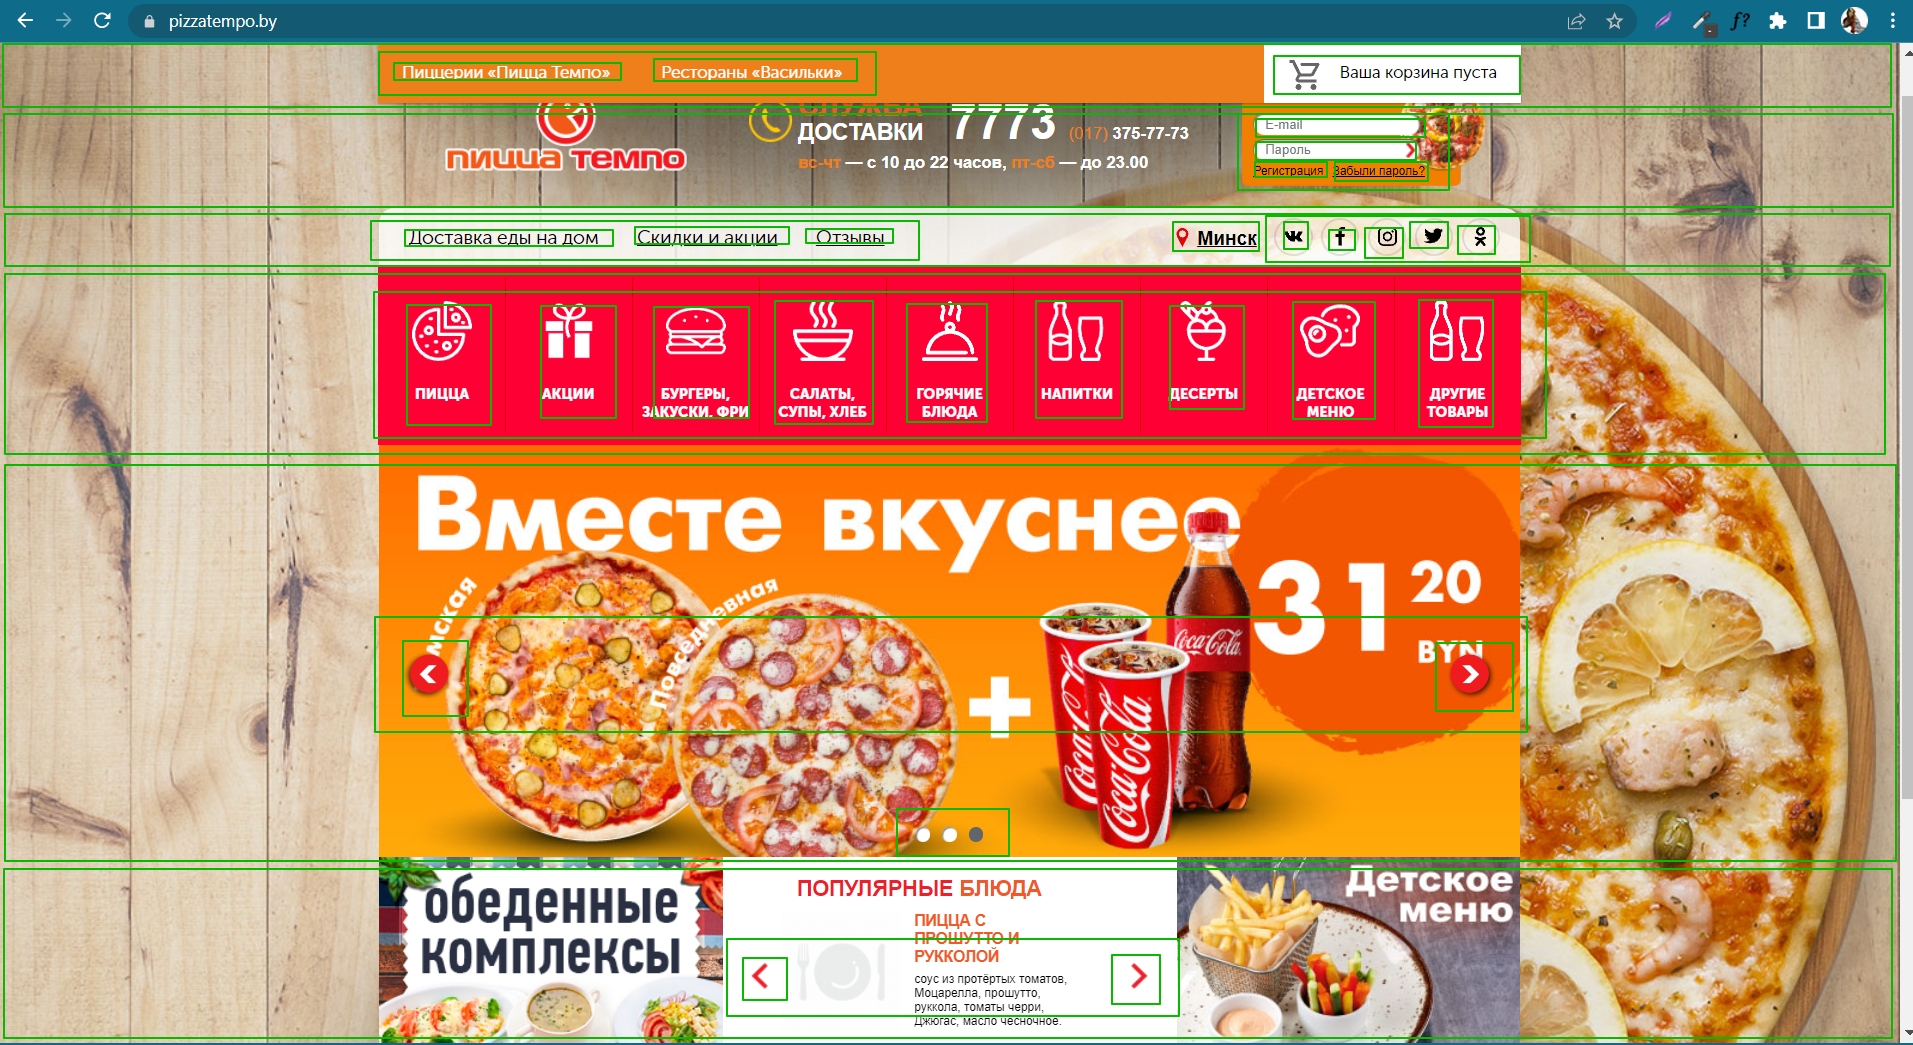 pizzatempo.by
Пиццерии «Пицца Темпо»
Рестораны «Васильки»
Ваша корзина пуста
СЛУЖБА
ДОСТАВКИ
7773
(017) 375-77-73
вс-чт — с 10 до 22 часов, пт-сб — до 23.00
ПИЦЦА ТЕМПО
E-mail
Пароль
Регистрация
Забыли пароль?
Доставка еды на дом
Скидки и акции
Отзывы
Минск
ПИЦЦА
АКЦИИ
БУРГЕРЫ,
ЗАКУСКИ, ФРИ
САЛАТЫ,
СУПЫ, ХЛЕБ
ГОРЯЧИЕ
БЛЮДА
НАПИТКИ
ДЕСЕРТЫ
ДЕТСКОЕ
МЕНЮ
ДРУГИЕ
ТОВАРЫ
Вместе вкуснее
Повседневная
+
31 20
BYN
Coca-Cola
Coca-Cola
Coca-Cola
обеденные
комплексы
ПОПУЛЯРНЫЕ БЛЮДА
ПИЦЦА С
ПРОШУТТО И
РУККОЛОЙ
соус из протёртых томатов,
Моцарелла, прошутто,
руккола, томаты черри,
Джюгас, масло чесночное.
Детское
меню